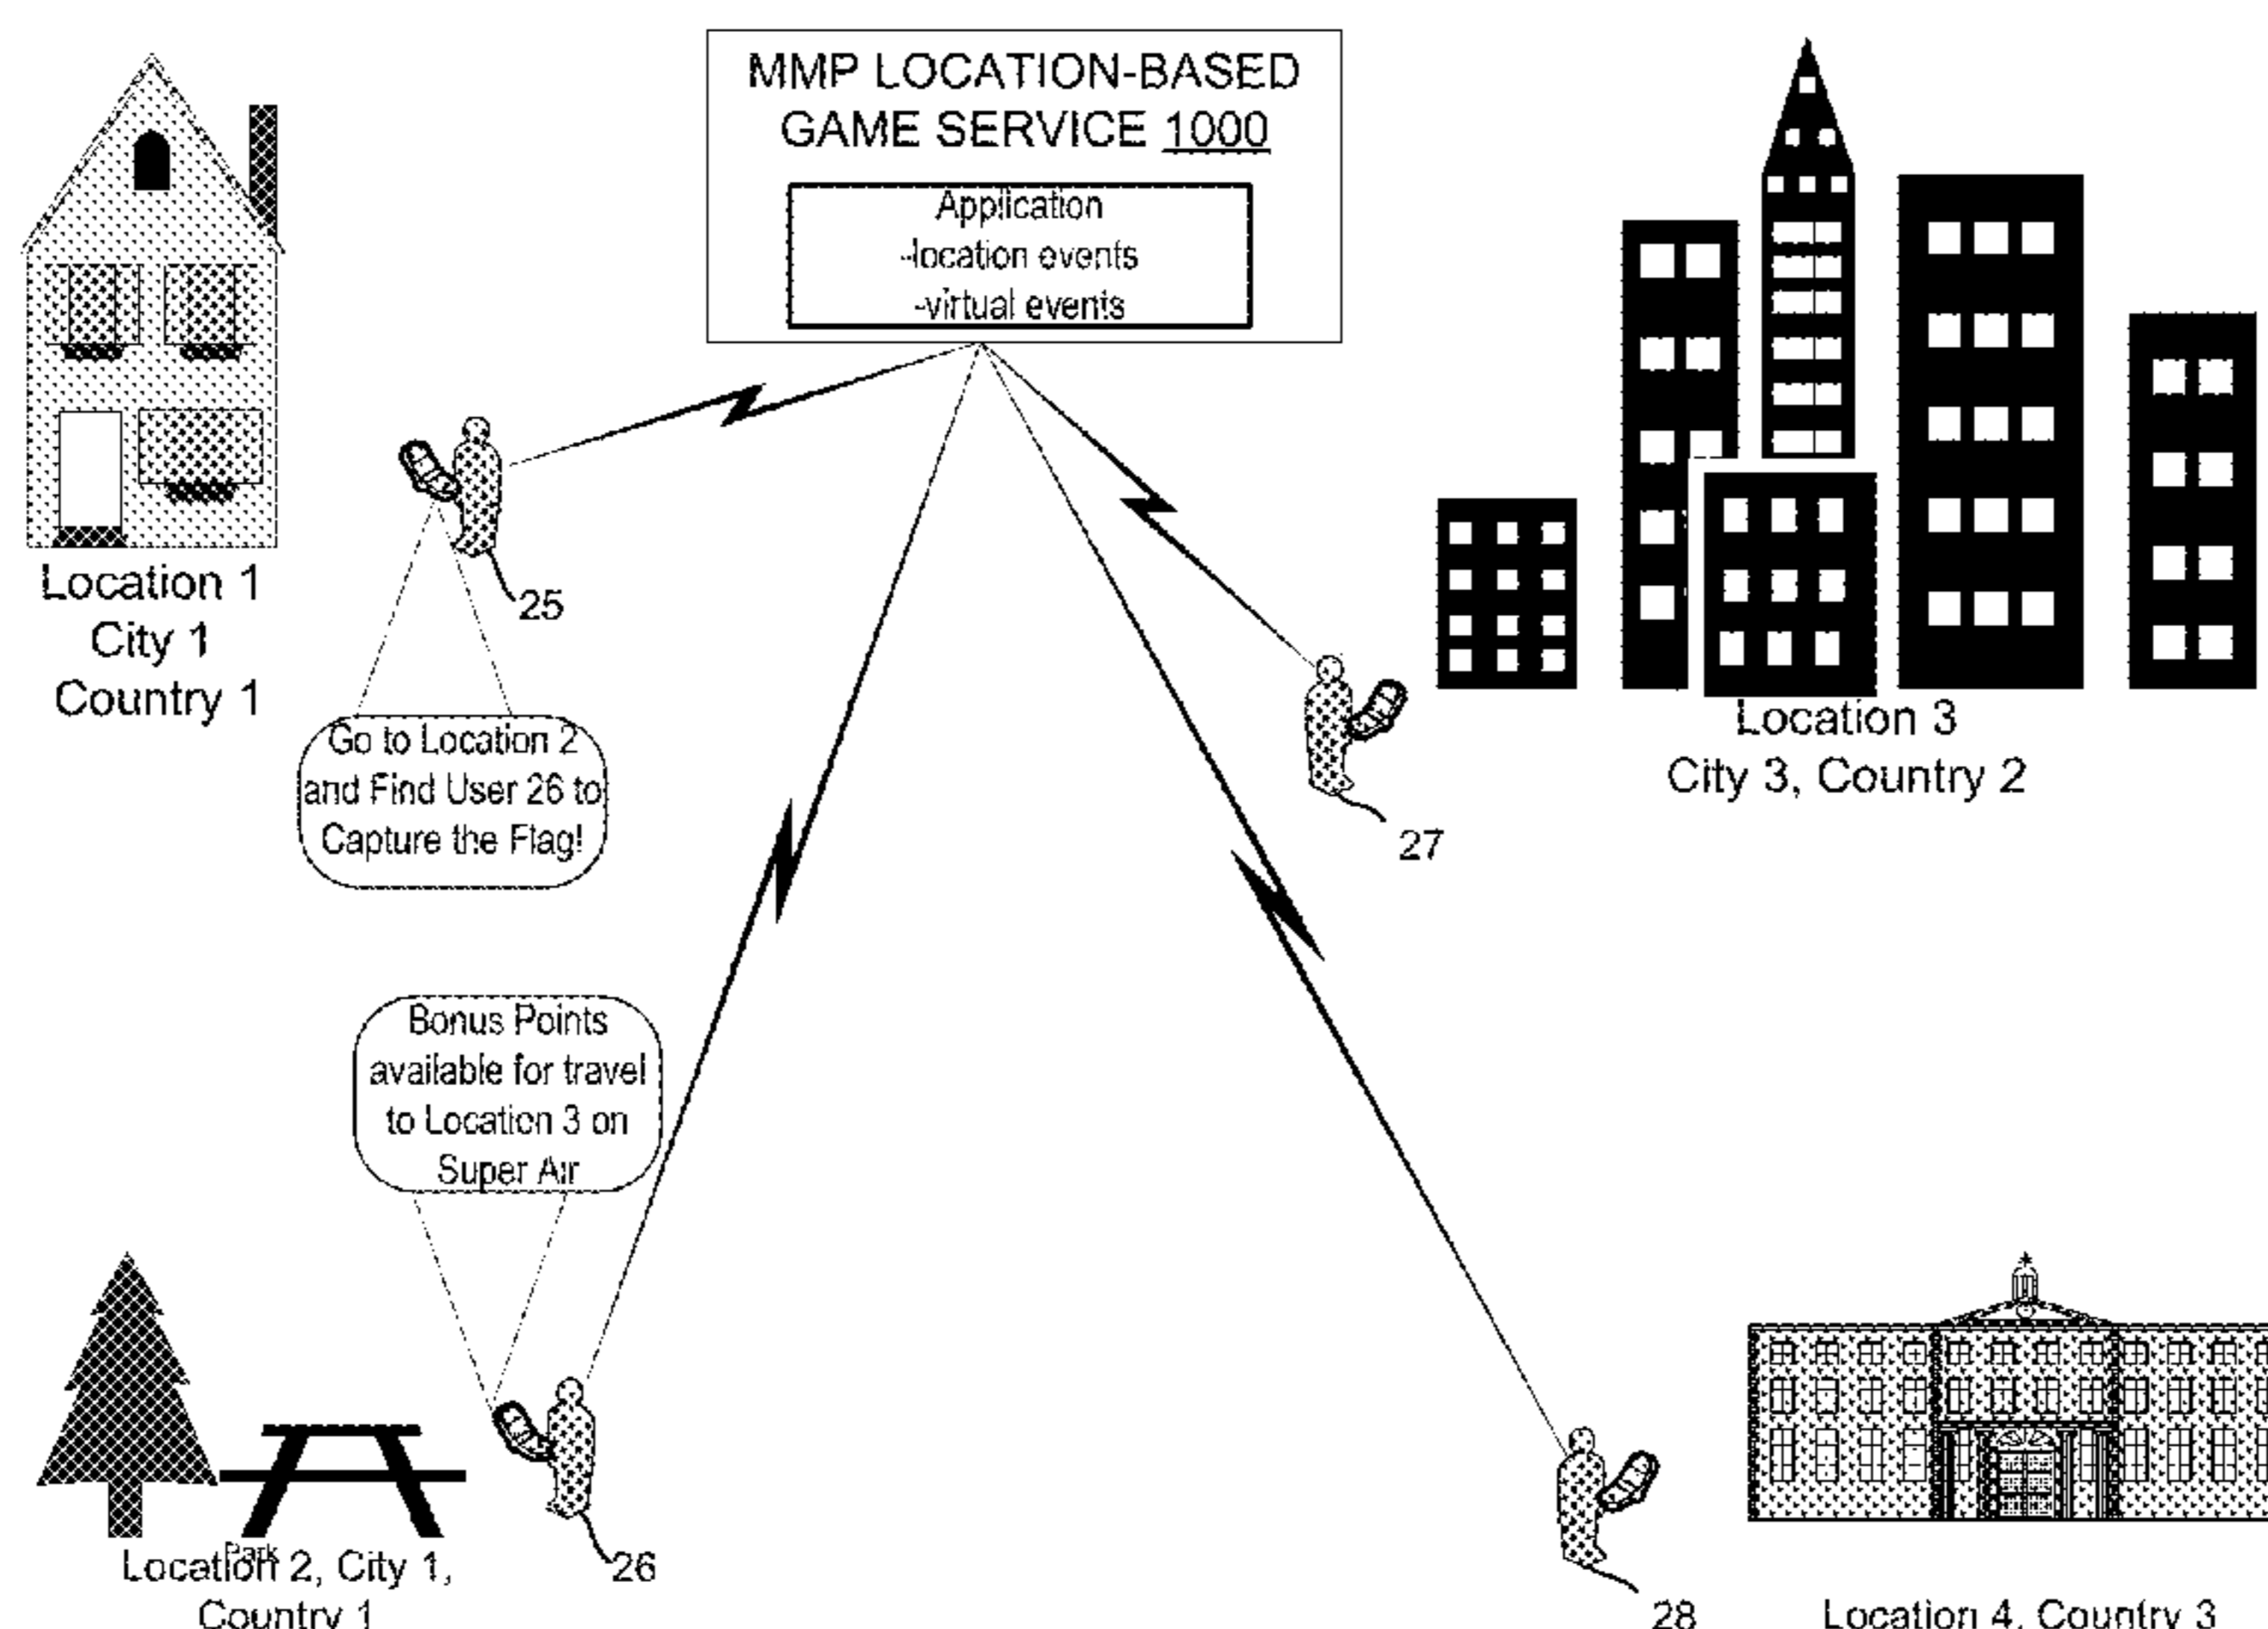 MMP LOCATION-BASED
GAME SERVICE 1000
Application
-location events
-virtual events
Location 1
City 1
Country 1
25
Go to Location 2
and Find User 26 to
Capture the Flag!
27
Location 3
City 3, Country 2
Bonus Points
available for travel
to Location 3 on
Super Air
Park
Location 2, City 1,
Country 1
26
28
Location 4, Country 3